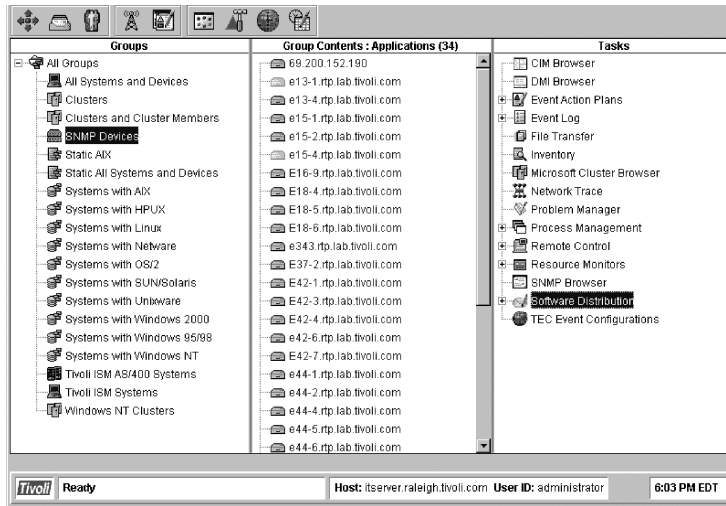 Groups
All Groups
All Systems and Devices
Clusters
Clusters and Cluster Members
SNMP Devices
Static AIX
Static All Systems and Devices
Systems with AIX
Systems with HPUX
Systems with Linux
Systems with Netware
Systems with OS/2
Systems with SUN/Solaris
Systems with Unixware
Systems with Windows 2000
Systems with Windows 95/98
Systems with Windows NT
Tivoli ISM AS/400 Systems
Tivoli ISM Systems
Windows NT Clusters
Group Contents : Applications (34)
69.200.152.190
e13-1.rtp.lab.tivoli.com
e13-4.rtp.lab.tivoli.com
e15-1.rtp.lab.tivoli.com
e15-2.rtp.lab.tivoli.com
e15-4.rtp.lab.tivoli.com
E16-9.rtp.lab.tivoli.com
E18-4.rtp.lab.tivoli.com
E18-5.rtp.lab.tivoli.com
E18-6.rtp.lab.tivoli.com
e343.rtp.lab.tivoli.com
E37-2.rtp.lab.tivoli.com
E42-1.rtp.lab.tivoli.com
E42-3.rtp.lab.tivoli.com
E42-4.rtp.lab.tivoli.com
e42-6.rtp.lab.tivoli.com
E42-7.rtp.lab.tivoli.com
e44-1.rtp.lab.tivoli.com
e44-2.rtp.lab.tivoli.com
e44-4.rtp.lab.tivoli.com
e44-5.rtp.lab.tivoli.com
e44-6.rtp.lab.tivoli.com
Tasks
CIM Browser
DMI Browser
Event Action Plans
Event Log
File Transfer
Inventory
Microsoft Cluster Browser
Network Trace
Problem Manager
Process Management
Remote Control
Resource Monitors
SNMP Browser
Software Distribution
TEC Event Configurations
Tivoli Ready Host: itserver.raleigh.tivoli.com User ID: administrator 6:03 PM EDT